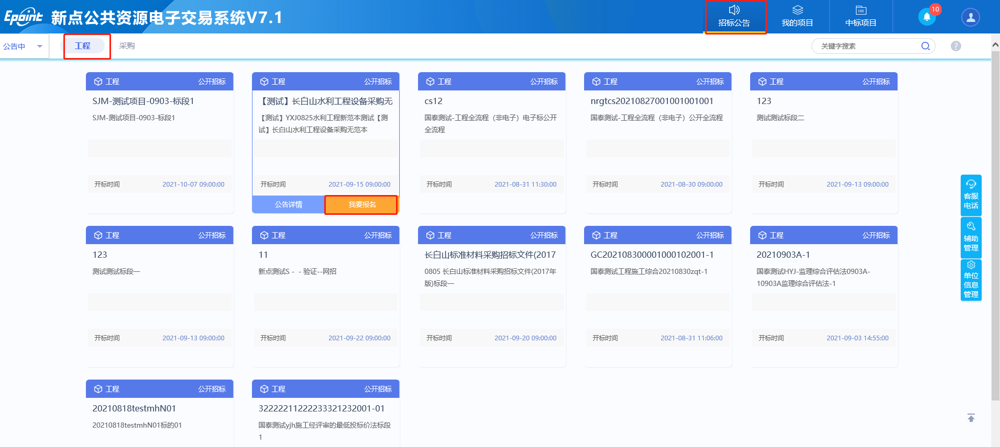 Epoint 新点公共资源电子交易系统V7.1
招标公告
我的项目
中标项目
10
公告中
工程
采购
关键字搜索
?
工程 公开招标
SJM-测试项目-0903-标段1
SJM-测试项目-0903-标段1
开标时间 2021-10-07 09:00:00
工程 公开招标
【测试】长白山水利工程设备采购无
【测试】YXJ0825水利工程新范本测试【测
试】长白山水利工程设备采购无范本
开标时间 2021-09-15 09:00:00
公告详情 我要报名
工程 公开招标
cs12
国泰测试-工程全流程（非电子）电子标公开
全流程
开标时间 2021-08-31 11:30:00
工程 公开招标
nrgtcs20210827001001001001
国泰测试-工程全流程（非电子）公开全流程
开标时间 2021-08-30 09:00:00
工程 公开招标
123
测试测试标段二
开标时间 2021-09-13 09:00:00
工程 公开招标
123
测试测试标段一
开标时间 2021-09-13 09:00:00
工程 公开招标
11
新点测试S - - 验证--网招
开标时间 2021-09-22 09:00:00
工程 公开招标
长白山标准材料采购招标文件(2017
0805 长白山标准材料采购招标文件(2017年
版)标段一
开标时间 2021-09-20 09:00:00
工程 公开招标
GC202108300001000102001-1
国泰测试工程施工综合20210830zqt-1
开标时间 2021-08-31 11:06:00
工程 公开招标
20210903A-1
国泰测试HYJ-监理综合评估法0903A-
10903A监理综合评估法-1
开标时间 2021-09-03 14:55:00
工程 公开招标
20210818testmhN01
20210818testmhN01标的01
工程 公开招标
32222211222233321232001-01
国泰测试yjh施工经评审的最低投标价法标段
1
客服
电话
辅助
管理
单位
信息
管理